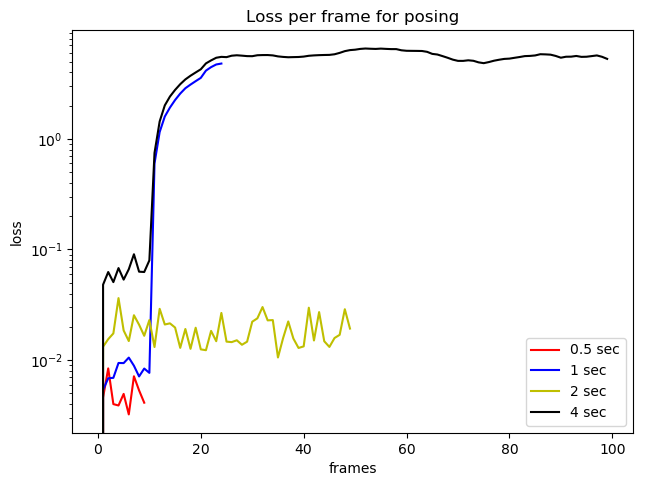 Loss per frame for posing
loss
10^0
10^-1
10^-2
0.5 sec
1 sec
2 sec
4 sec
0 20 40 60 80 100
frames